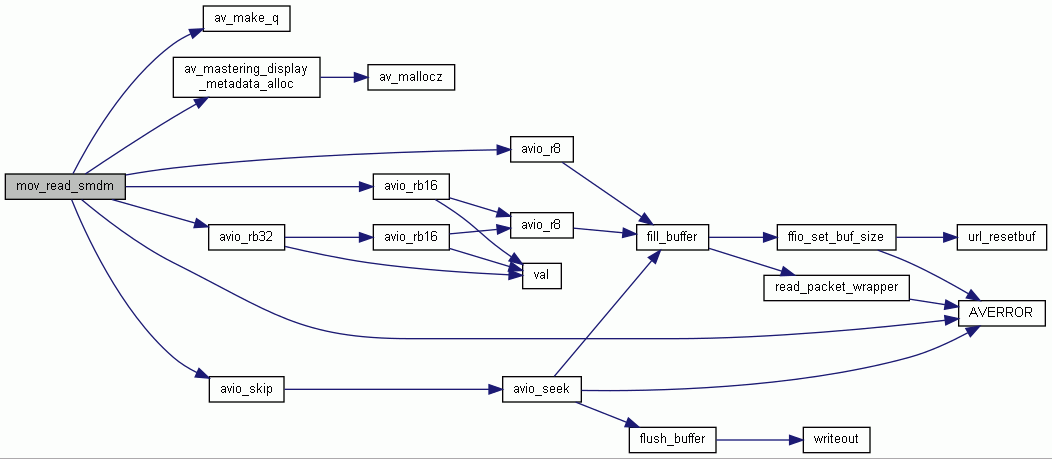 av_make_q
av_mastering_display
_metadata_alloc
av_mallocz
avio_r8
mov_read_smdm
avio_rb16
avio_r8
avio_rb32
avio_rb16
fill_buffer
ffio_set_buf_size
url_resetbuf
val
read_packet_wrapper
AVERROR
avio_skip
avio_seek
flush_buffer
writeout